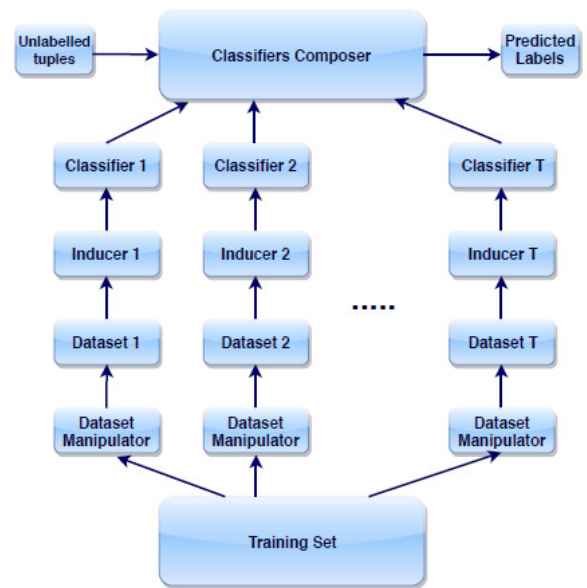 Unlabelled
tuples
Classifiers Composer
Predicted
Labels
Classifier 1
Classifier 2
Classifier T
Inducer 1
Inducer 2
Inducer T
.....
Dataset 1
Dataset 2
Dataset T
Dataset
Manipulator
Dataset
Manipulator
Dataset
Manipulator
Training Set